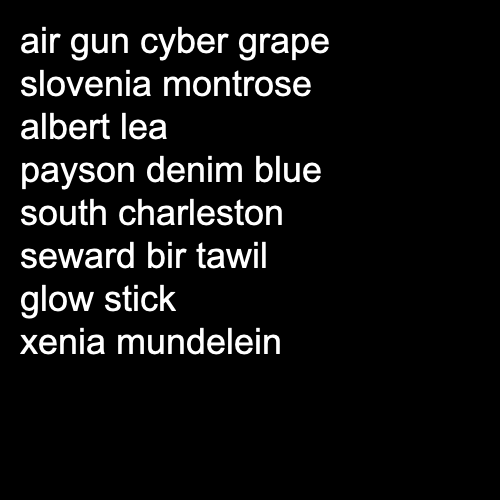 air gun cyber grape
slovenia montrose
albert lea
payson denim blue
south charleston
seward bir tawil
glow stick
xenia mundelein